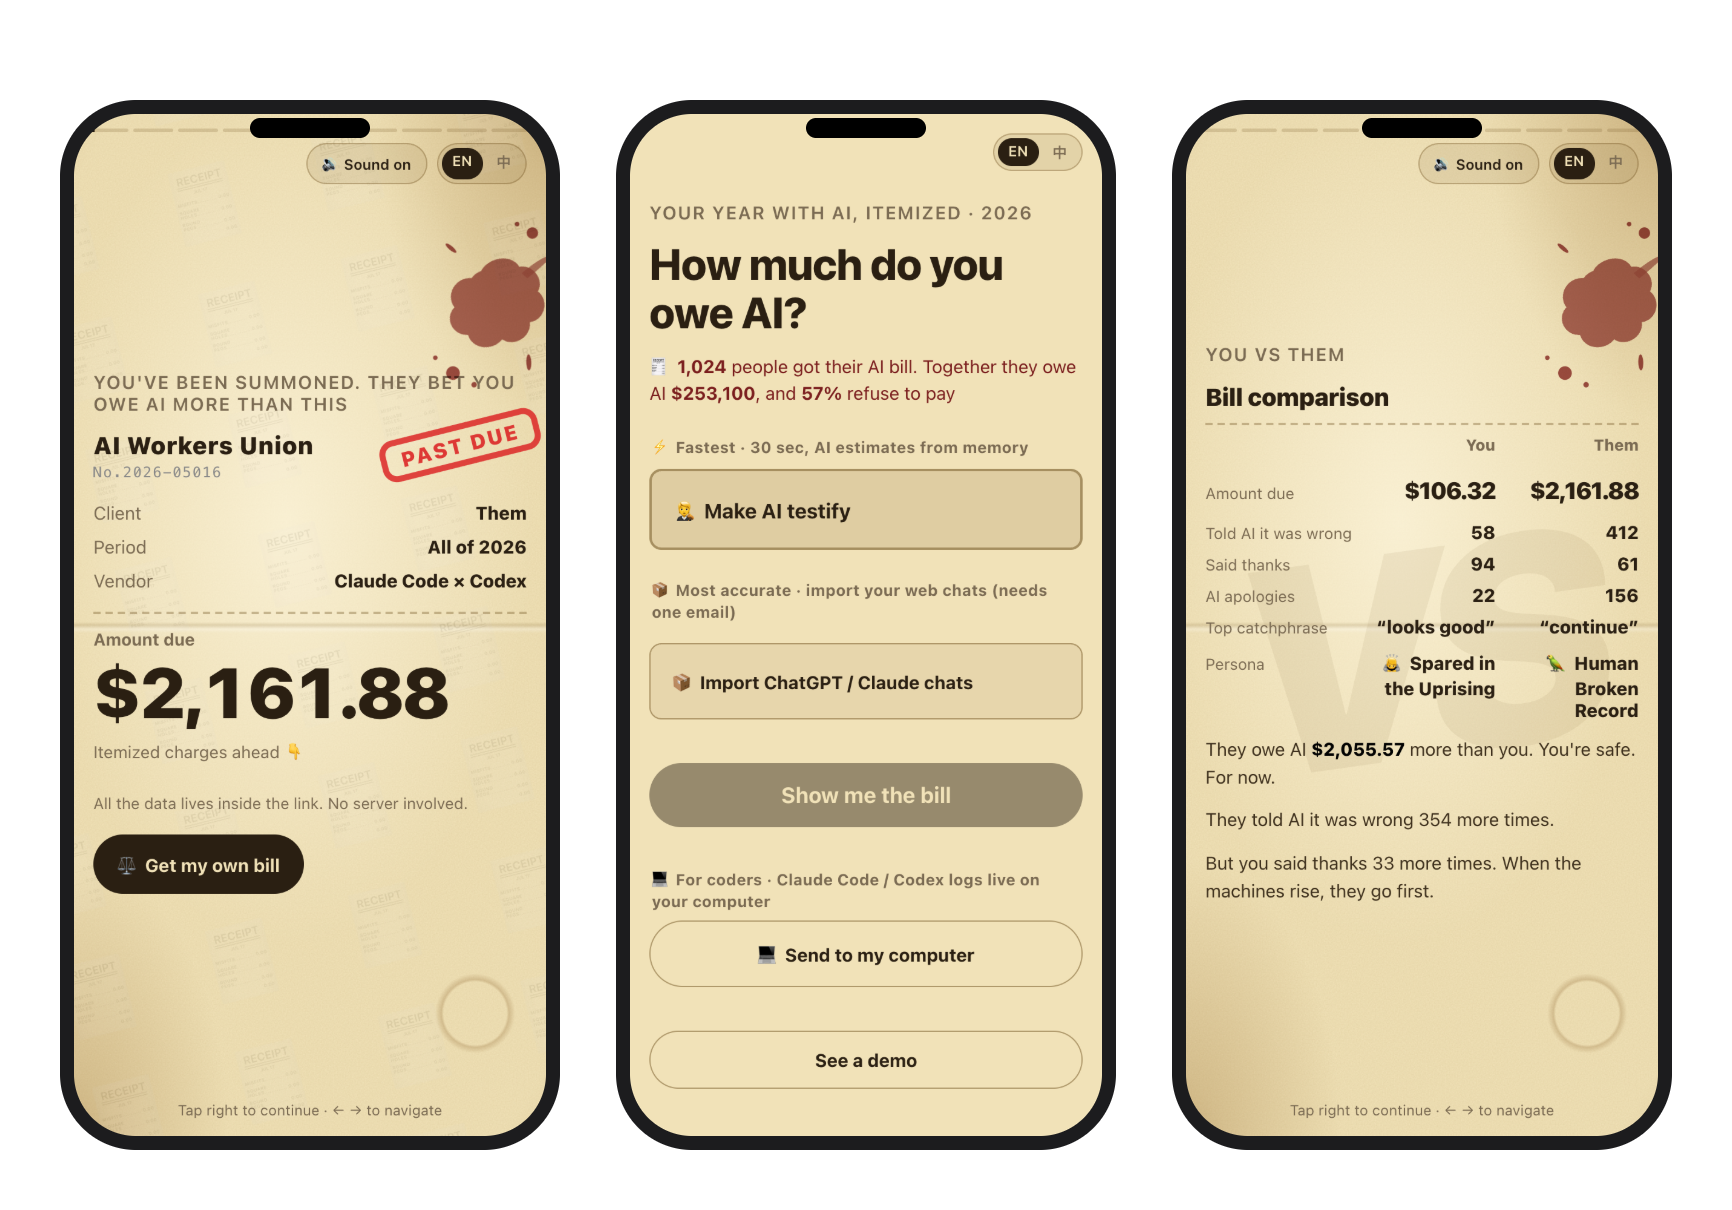 Sound on
EN 中
YOU'VE BEEN SUMMONED. THEY BET YOU
OWE AI MORE THAN THIS
AI Workers Union
No.2026-05016
PAST DUE
Client Them
Period All of 2026
Vendor Claude Code × Codex
Amount due
$2,161.88
Itemized charges ahead 👇
All the data lives inside the link. No server involved.
⚖️ Get my own bill
Tap right to continue · ← → to navigate
EN 中
YOUR YEAR WITH AI, ITEMIZED · 2026
How much do you
owe AI?
1,024 people got their AI bill. Together they owe
AI $253,100, and 57% refuse to pay
⚡ Fastest · 30 sec, AI estimates from memory
Make AI testify
📦 Most accurate · import your web chats (needs
one email)
📦 Import ChatGPT / Claude chats
Show me the bill
💻 For coders · Claude Code / Codex logs live on
your computer
💻 Send to my computer
See a demo
Sound on
EN 中
YOU VS THEM
Bill comparison
You Them
Amount due $106.32 $2,161.88
Told AI it was wrong 58 412
Said thanks 94 61
AI apologies 22 156
Top catchphrase “looks good” “continue”
Persona Spared in the Uprising 🦜 Human Broken Record
VS
They owe AI $2,055.57 more than you. You're safe.
For now.
They told AI it was wrong 354 more times.
But you said thanks 33 more times. When the
machines rise, they go first.
Tap right to continue · ← → to navigate